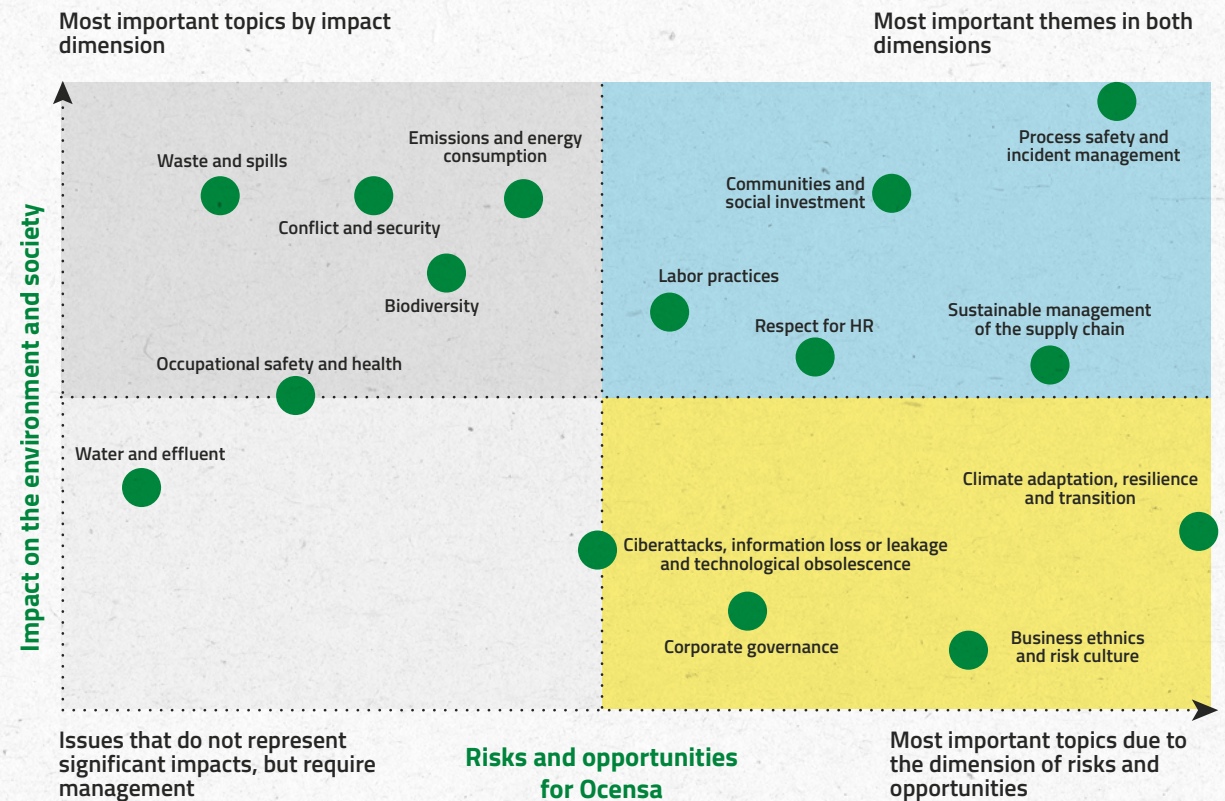 Most important topics by impact
dimension
Most important themes in both
dimensions
Impact on the environment and society
Waste and spills
Emissions and energy
consumption
Conflict and security
Biodiversity
Occupational safety and health
Process safety and
incident management
Communities and
social investment
Labor practices
Respect for HR
Sustainable management
of the supply chain
Water and effluent
Climate adaptation, resilience
and transition
Ciberattacks, information loss or leakage
and technological obsolescence
Corporate governance
Business ethnics
and risk culture
Issues that do not represent
significant impacts, but require
management
Risks and opportunities
for Ocensa
Most important topics due to
the dimension of risks and
opportunities